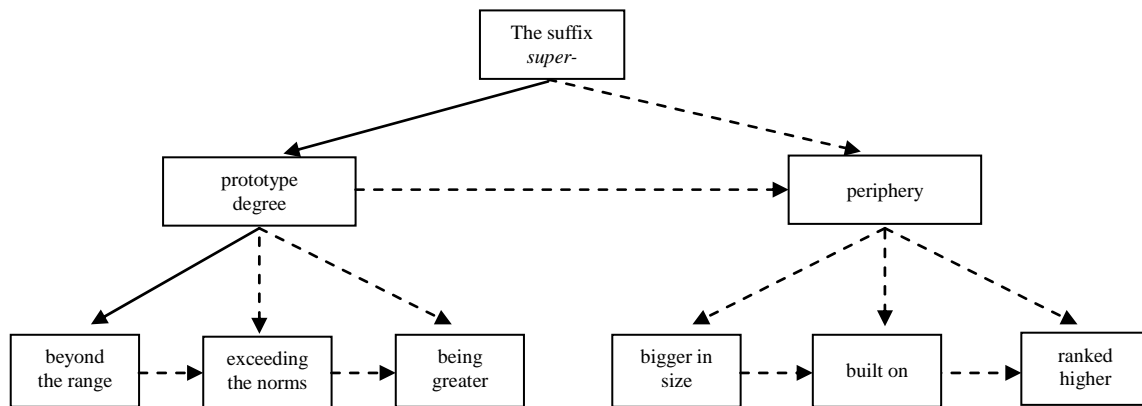 The suffix
super-
prototype
degree
periphery
beyond
the range
exceeding
the norms
being
greater
bigger in
size
built on
ranked
higher